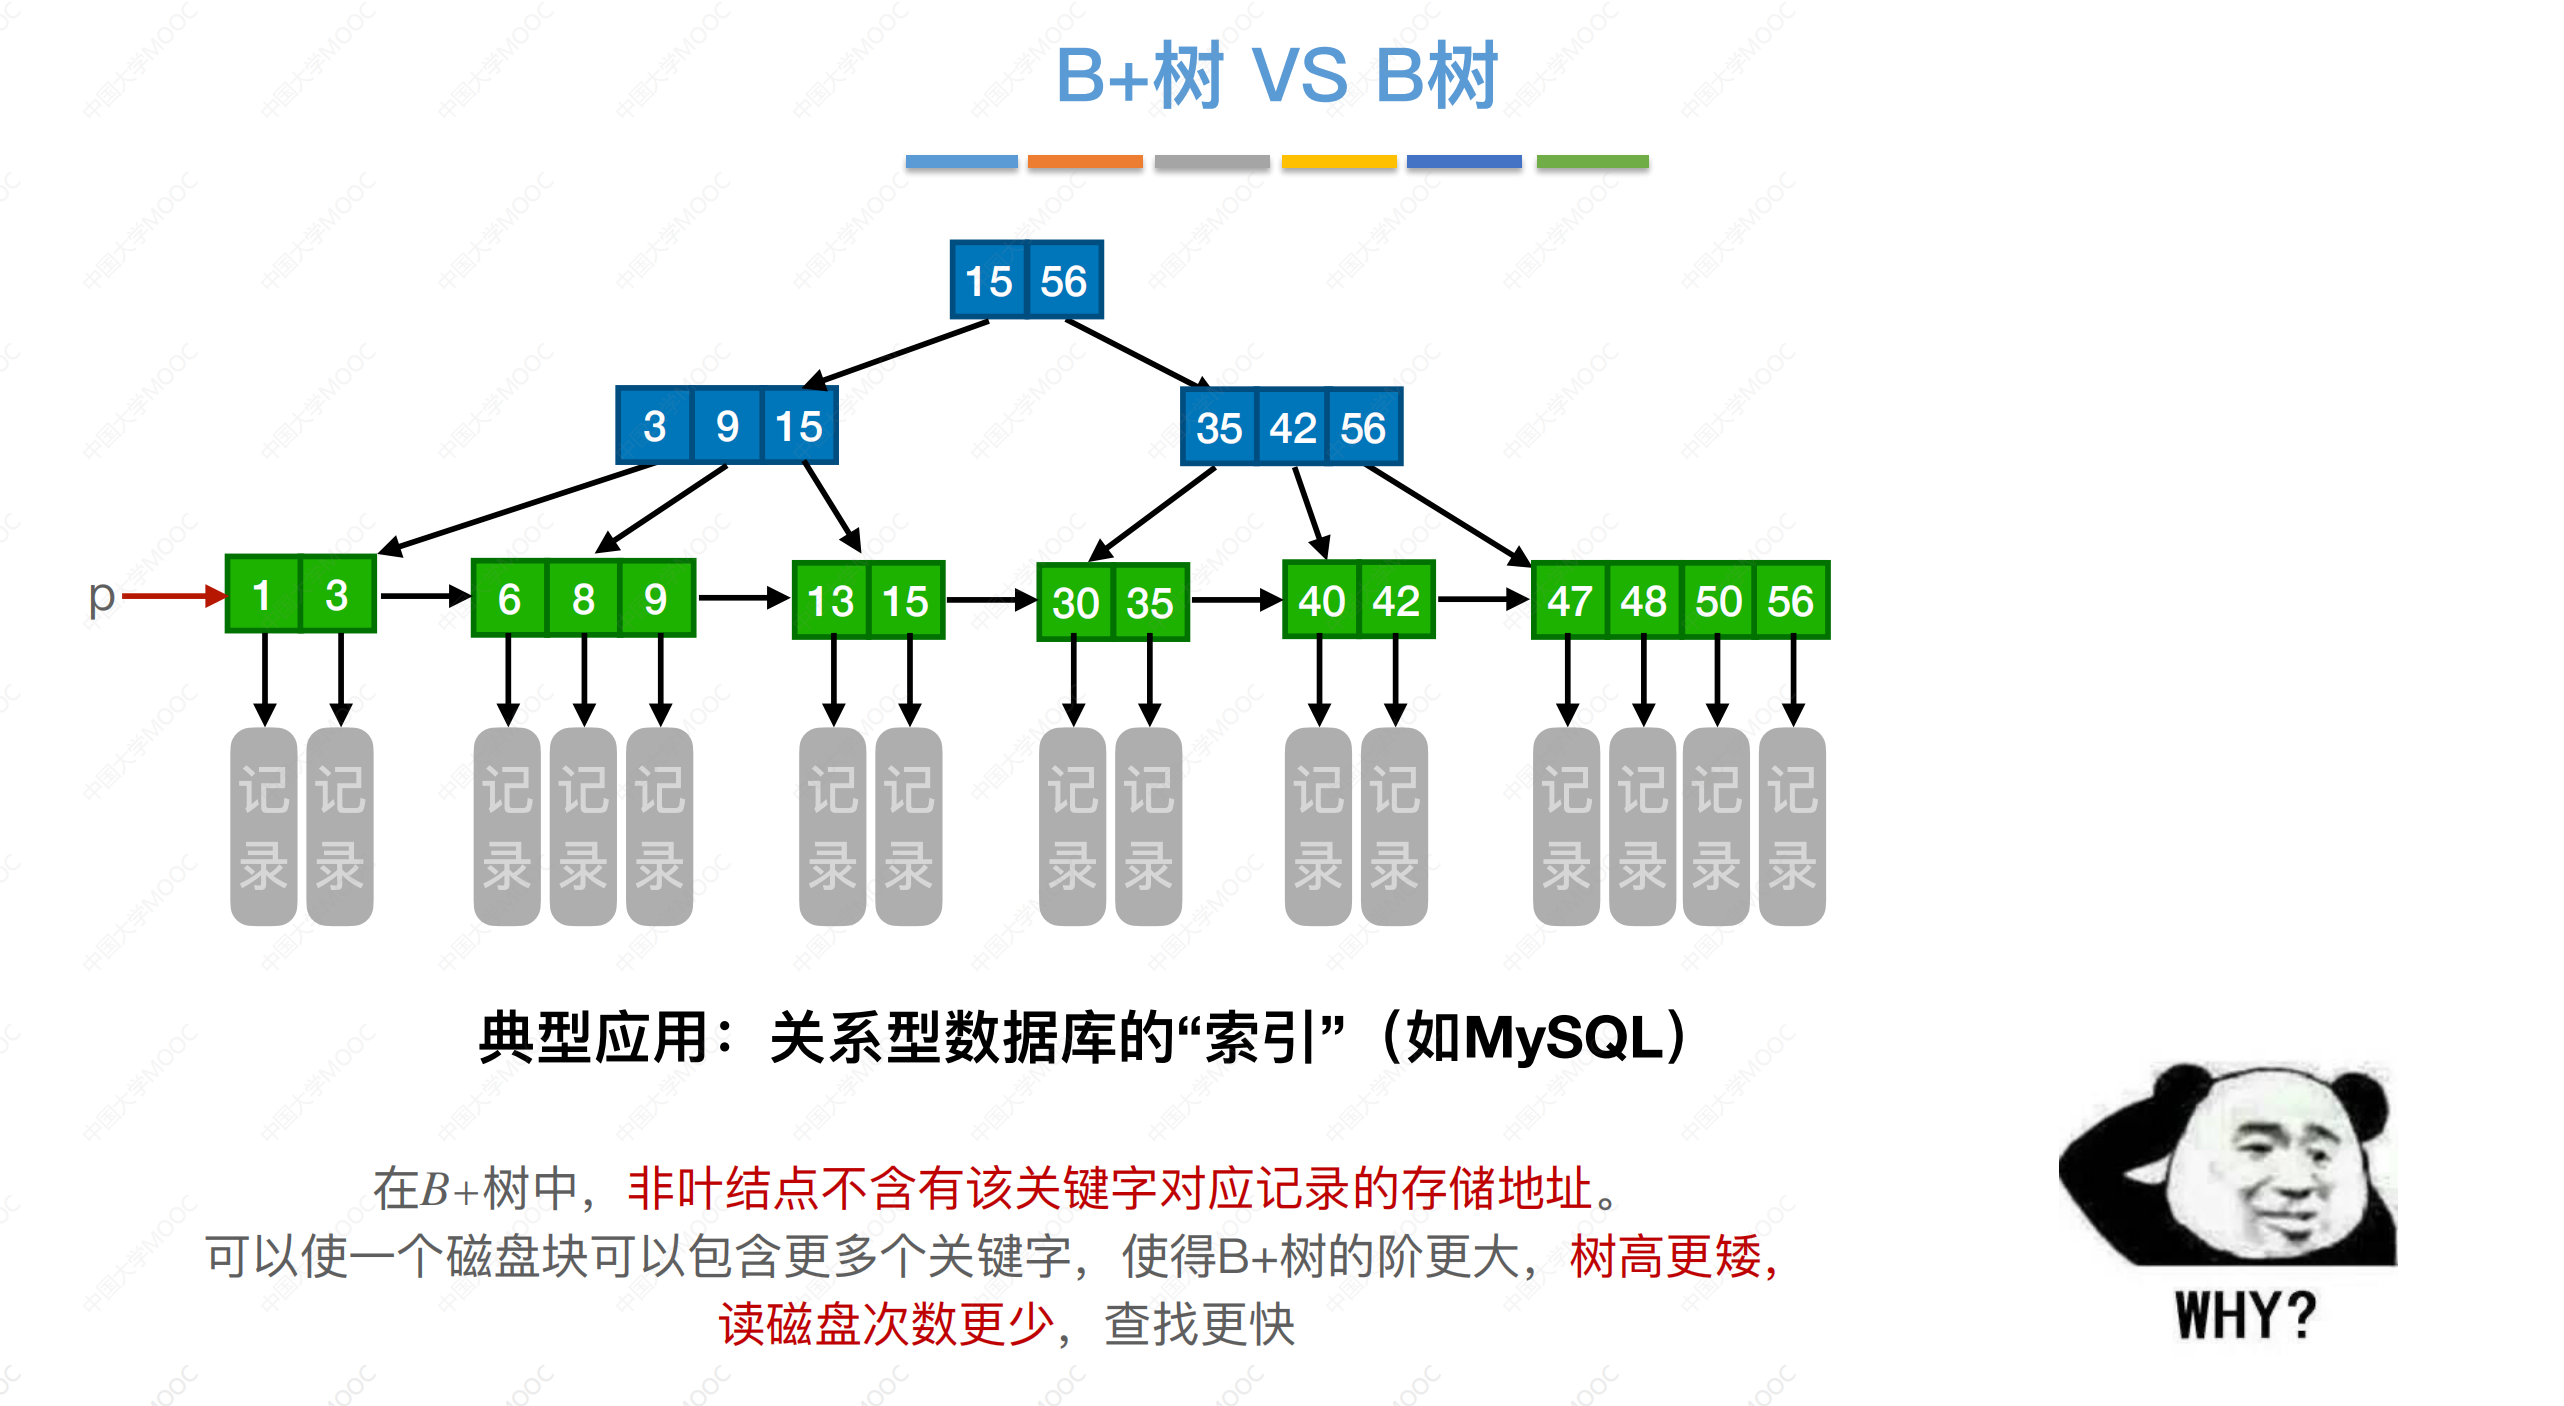 B+树 VS B树
15 56
3 9 15
35 42 56
p
1 3
6 8 9
13 15
30 35
40 42
47 48 50 56
记录 记录
记录 记录 记录
记录 记录
记录 记录
记录 记录
记录 记录 记录 记录
典型应用：关系型数据库的“索引”（如MySQL）
在B+树中，非叶结点不含有该关键字对应记录的存储地址。
可以使一个磁盘块可以包含更多个关键字，使得B+树的阶更大，树高更矮，
读磁盘次数更少，查找更快
WHY?
中国大学MOOC